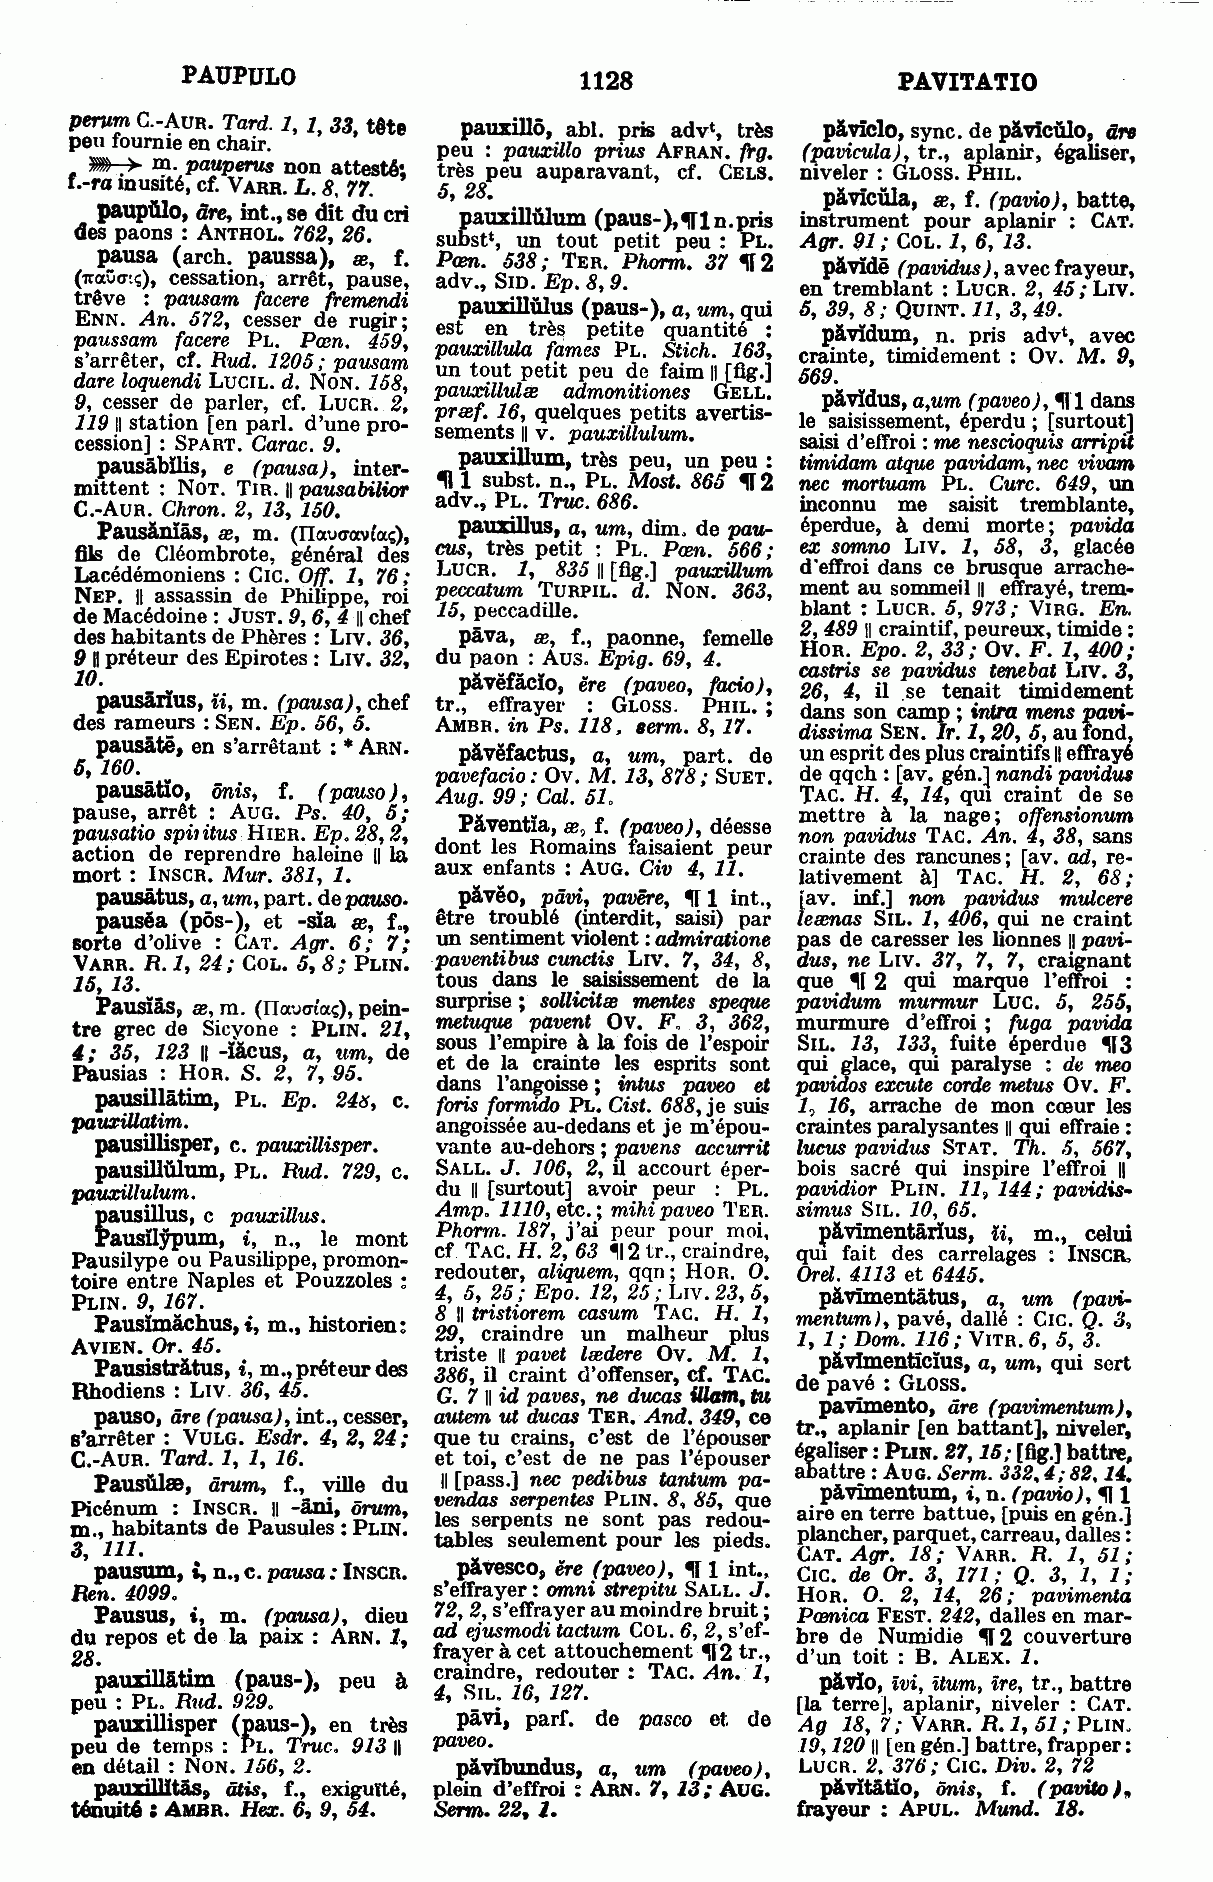 PAUPULO
1128
PAVITATIO
perum C.-AUR. Tard. 1, 1, 33, tête
peu fournie en chair.
m. pauperus non attesté;
f.-ra inusité, cf. VARR. L. 8, 77.
paupŭlo, āre, int., se dit du cri
des paons : ANTHOL. 762, 26.
pausa (arch. paussa), æ, f.
(παῦσις), cessation, arrêt, pause,
trêve : pausam facere fremendi
ENN. An. 572, cesser de rugir;
paussam facere PL. Pœn. 459,
s'arrêter, cf. Rud. 1205; pausam
dare loquendi LUCIL. d. NON. 158,
9, cesser de parler, cf. LUCR. 2,
119 ‖ station [en parl. d'une pro-
cession] : SPART. Carac. 9.
pausābĭlis, e (pausa), inter-
mittent : NOT. TIR. ‖ pausabilior
C.-AUR. Chron. 2, 13, 150.
Pausănĭās, æ, m. (Παυσανίας),
fils de Cléombrote, général des
Lacédémoniens : CIC. Off. 1, 76;
NEP. ‖ assassin de Philippe, roi
de Macédoine : JUST. 9, 6, 4 ‖ chef
des habitants de Phères : LIV. 36,
9 ‖ préteur des Epirotes : LIV. 32,
10.
pausārĭus, ĭi, m. (pausa), chef
des rameurs : SEN. Ep. 56, 5.
pausātē, en s'arrêtant : * ARN.
5, 160.
pausātĭo, ōnis, f. (pauso),
pause, arrêt : AUG. Ps. 40, 5;
pausatio spiritus HIER. Ep. 28, 2,
action de reprendre haleine ‖ la
mort : INSCR. Mur. 381, 1.
pausātus, a, um, part. de pauso.
pausĕa (pōs-), et -sĭa æ, f.,
sorte d'olive : CAT. Agr. 6; 7;
VARR. R. 1, 24; COL. 5, 8; PLIN.
15, 13.
Pausĭās, æ, m. (Παυσίας), pein-
tre grec de Sicyone : PLIN. 21,
4; 35, 123 ‖ -ĭăcus, a, um, de
Pausias : HOR. S. 2, 7, 95.
pausillātim, PL. Ep. 248, c.
pauxillatim.
pausillisper, c. pauxillisper.
pausillŭlum, PL. Rud. 729, c.
pauxillulum.
pausillus, c pauxillus.
Pausĭlўpum, i, n., le mont
Pausilype ou Pausilippe, promon-
toire entre Naples et Pouzzoles :
PLIN. 9, 167.
Pausĭmăchus, i, m., historien :
AVIEN. Or. 45.
Pausistrătus, i, m., préteur des
Rhodiens : LIV. 36, 45.
pauso, āre (pausa), int., cesser,
s'arrêter : VULG. Esdr. 4, 2, 24;
C.-AUR. Tard. 1, 1, 16.
Pausŭlæ, ārum, f., ville du
Picénum : INSCR. ‖ -āni, ōrum,
m., habitants de Pausules : PLIN.
3, 111.
pausum, i, n., c. pausa : INSCR.
Ren. 4099.
Pausus, i, m. (pausa), dieu
du repos et de la paix : ARN. 1,
28.
pauxillātim (paus-), peu à
peu : PL. Rud. 929.
pauxillisper (paus-), en très
peu de temps : PL. Truc. 913 ‖
en détail : NON. 156, 2.
pauxillĭtās, ātis, f., exiguïté,
ténuité : AMBR. Hex. 6, 9, 54.
pauxillō, abl. pris advᵗ, très
peu : pauxillo prius AFRAN. frg.
très peu auparavant, cf. CELS.
5, 28.
pauxillŭlum (paus-), ¶ 1 n. pris
substᵗ, un tout petit peu : PL.
Pœn. 538; TER. Phorm. 37 ¶ 2
adv., SID. Ep. 8, 9.
pauxillŭlus (paus-), a, um, qui
est en très petite quantité :
pauxillula fames PL. Stich. 163,
un tout petit peu de faim ‖ [fig.]
pauxillulæ admonitiones GELL.
præf. 16, quelques petits avertis-
sements ‖ v. pauxillulum.
pauxillum, très peu, un peu :
¶ 1 subst. n., PL. Most. 865 ¶ 2
adv., PL. Truc. 686.
pauxillus, a, um, dim. de pau-
cus, très petit : PL. Pœn. 566;
LUCR. 1, 835 ‖ [fig.] pauxillum
peccatum TURPIL. d. NON. 363,
15, peccadille.
pāva, æ, f., paonne, femelle
du paon : AUS. Epig. 69, 4.
păvĕfăcĭo, ĕre (paveo, facio),
tr., effrayer : GLOSS. PHIL. ;
AMBR. in Ps. 118, serm. 8, 17.
păvĕfactus, a, um, part. de
pavefacio : OV. M. 13, 878; SUET.
Aug. 99; Cal. 51.
Păventĭa, æ, f. (paveo), déesse
dont les Romains faisaient peur
aux enfants : AUG. Civ 4, 11.
păvĕo, pāvi, pavēre, ¶ 1 int.,
être troublé (interdit, saisi) par
un sentiment violent : admiratione
paventibus cunctis LIV. 7, 34, 8,
tous dans le saisissement de la
surprise ; sollicitæ mentes speque
metuque pavent OV. F. 3, 362,
sous l'empire à la fois de l'espoir
et de la crainte les esprits sont
dans l'angoisse ; intus paveo et
foris formido PL. Cist. 688, je suis
angoissée au-dedans et je m'épou-
vante au-dehors ; pavens accurrit
SALL. J. 106, 2, il accourt éper-
du ‖ [surtout] avoir peur : PL.
Amp. 1110, etc. ; mihi paveo TER.
Phorm. 187, j'ai peur pour moi,
cf. TAC. H. 2, 63 ¶ 2 tr., craindre,
redouter, aliquem, qqn ; HOR. O.
4, 5, 25 ; Epo. 12, 25 ; LIV. 23, 5,
8 ‖ tristiorem casum TAC. H. 1,
29, craindre un malheur plus
triste ‖ pavet lædere OV. M. 1,
386, il craint d'offenser, cf. TAC.
G. 7 ‖ id paves, ne ducas illam, tu
autem ut ducas TER. And. 349, ce
que tu crains, c'est de l'épouser
et toi, c'est de ne pas l'épouser
‖ [pass.] nec pedibus tantum pa-
vendas serpentes PLIN. 8, 85, que
les serpents ne sont pas redou-
tables seulement pour les pieds.
păvesco, ĕre (paveo), ¶ 1 int.,
s'effrayer : omni strepitu SALL. J.
72, 2, s'effrayer au moindre bruit ;
ad ejusmodi tactum COL. 6, 2, s'ef-
frayer à cet attouchement ¶ 2 tr.,
craindre, redouter : TAC. An. 1,
4, SIL. 16, 127.
pāvi, parf. de pasco et de
paveo.
păvĭbundus, a, um (paveo),
plein d'effroi : ARN. 7, 13; AUG.
Serm. 22, 1.
păvīclo, sync. de păvĭcŭlo, āre
(pavicula), tr., aplanir, égaliser,
niveler : GLOSS. PHIL.
păvīcŭla, æ, f. (pavio), batte,
instrument pour aplanir : CAT.
Agr. 91 ; COL. 1, 6, 13.
păvĭdē (pavidus), avec frayeur,
en tremblant : LUCR. 2, 45; LIV.
5, 39, 8 ; QUINT. 11, 3, 49.
păvĭdum, n. pris advᵗ, avec
crainte, timidement : OV. M. 9,
569.
păvĭdus, a, um (paveo), ¶ 1 dans
le saisissement, éperdu ; [surtout]
saisi d'effroi : me nescioquis arripit
timidam atque pavidam, nec vivam
nec mortuam PL. Curc. 649, un
inconnu me saisit tremblante,
éperdue, à demi morte; pavida
ex somno LIV. 1, 58, 3, glacée
d'effroi dans ce brusque arrache-
ment au sommeil ‖ effrayé, trem-
blant : LUCR. 5, 973; VIRG. En.
2, 489 ‖ craintif, peureux, timide :
HOR. Epo. 2, 33; OV. F. 1, 400;
castris se pavidus tenebat LIV. 3,
26, 4, il se tenait timidement
dans son camp ; intra mens pavi-
dissima SEN. Ir. 1, 20, 5, au fond,
un esprit des plus craintifs ‖ effrayé
de qqch : [av. gén.] nandi pavidus
TAC. H. 4, 14, qui craint de se
mettre à la nage; offensionum
non pavidus TAC. An. 4, 38, sans
crainte des rancunes; [av. ad, re-
lativement à] TAC. H. 2, 68;
[av. inf.] non pavidus mulcere
leænas SIL. 1, 406, qui ne craint
pas de caresser les lionnes ‖ pavi-
dus, ne LIV. 37, 7, 7, craignant
que ¶ 2 qui marque l'effroi :
pavidum murmur LUC. 5, 255,
murmure d'effroi ; fuga pavida
SIL. 13, 133, fuite éperdue ¶ 3
qui glace, qui paralyse : de meo
pavidos excute corde metus OV. F.
1, 16, arrache de mon cœur les
craintes paralysantes ‖ qui effraie :
lucus pavidus STAT. Th. 5, 567,
bois sacré qui inspire l'effroi ‖
pavidior PLIN. 11, 144; pavidis-
simus SIL. 10, 65.
păvīmentārĭus, ĭi, m., celui
qui fait des carrelages : INSCR.
Orel. 4113 et 6445.
păvīmentātus, a, um (pavi-
mentum), pavé, dallé : CIC. Q. 3,
1, 1; Dom. 116; VITR. 6, 5, 3.
păvīmentĭcĭus, a, um, qui sert
de pavé : GLOSS.
pavīmento, āre (pavimentum),
tr., aplanir [en battant], niveler,
égaliser : PLIN. 27, 15; [fig.] battre,
abattre : AUG. Serm. 332, 4; 82, 14.
păvīmentum, i, n. (pavio), ¶ 1
aire en terre battue, [puis en gén.]
plancher, parquet, carreau, dalles :
CAT. Agr. 18; VARR. R. 1, 51;
CIC. de Or. 3, 171; Q. 3, 1, 1;
HOR. O. 2, 14, 26; pavimenta
Pœnica FEST. 242, dalles en mar-
bre de Numidie ¶ 2 couverture
d'un toit : B. ALEX. 1.
păvĭo, īvi, ītum, īre, tr., battre
[la terre], aplanir, niveler : CAT.
Ag 18, 7; VARR. R. 1, 51; PLIN.
19, 120 ‖ [en gén.] battre, frapper :
LUCR. 2, 376; CIC. Div. 2, 72
păvĭtātĭo, ōnis, f. (pavito),
frayeur : APUL. Mund. 18.